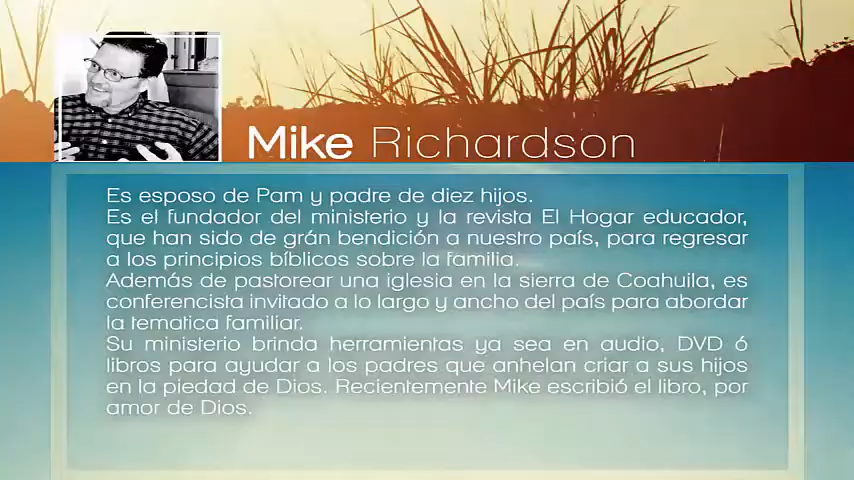 Mike Richardson
Es esposo de Pam y padre de diez hijos.
Es el fundador del ministerio y la revista El Hogar educador,
que han sido de grán bendición a nuestro país, para regresar
a los principios bíblicos sobre la familia.
Además de pastorear una iglesia en la sierra de Coahuila, es
conferencista invitado a lo largo y ancho del país para abordar
la tematica familiar.
Su ministerio brinda herramientas ya sea en audio, DVD ó
libros para ayudar a los padres que anhelan criar a sus hijos
en la piedad de Dios. Recientemente Mike escribió el libro, por
amor de Dios.